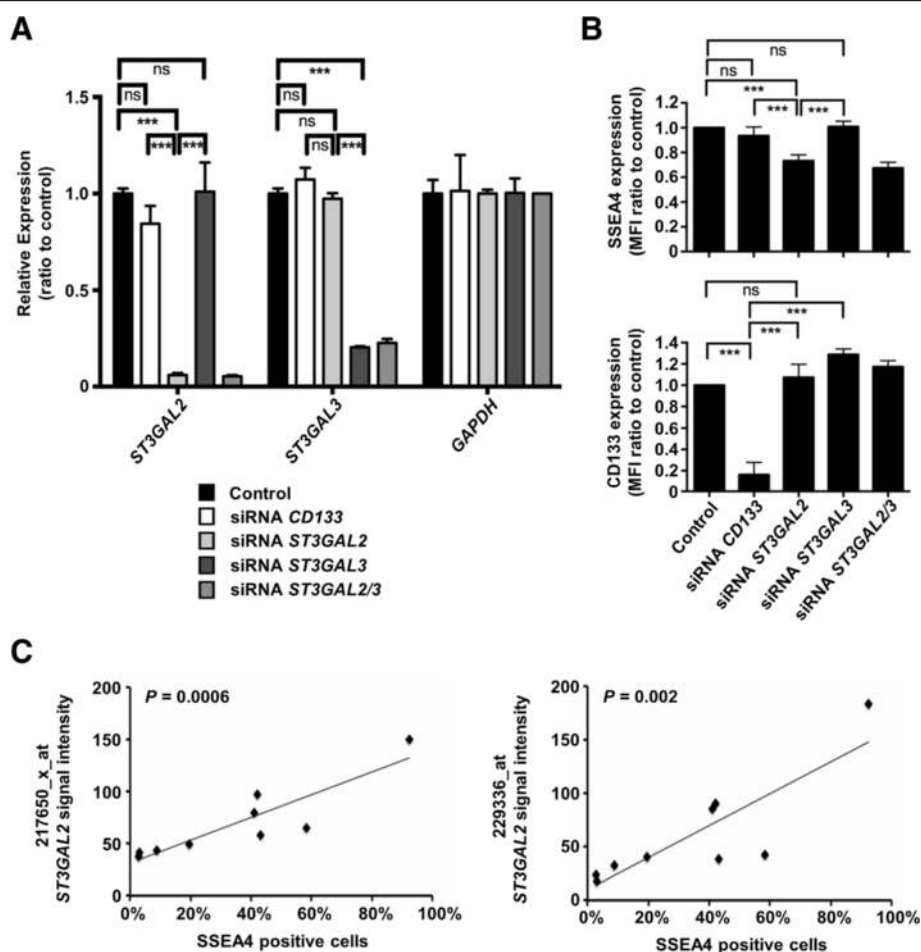 A
ns
***
ns
ns
***
ns
***
***
ns
***
1.5
1.0
0.5
0
Relative Expression
(ratio to control)
ST3GAL2
ST3GAL3
GAPDH
Control
siRNA CD133
siRNA ST3GAL2
siRNA ST3GAL3
siRNA ST3GAL2/3
B
ns
ns
***
***
***
1.2
1.0
0.8
0.6
0.4
0.2
0
SSEA4 expression
(MFI ratio to control)
ns
***
***
***
1.4
1.2
1.0
0.8
0.6
0.4
0.2
0
CD133 expression
(MFI ratio to control)
Control
siRNA CD133
siRNA ST3GAL2
siRNA ST3GAL3
siRNA ST3GAL2/3
C
P = 0.0006
200
150
100
50
0
217650_x_at
ST3GAL2 signal intensity
0% 20% 40% 60% 80% 100%
SSEA4 positive cells
P = 0.002
200
150
100
50
0
229336_at
ST3GAL2 signal intensity
0% 20% 40% 60% 80% 100%
SSEA4 positive cells